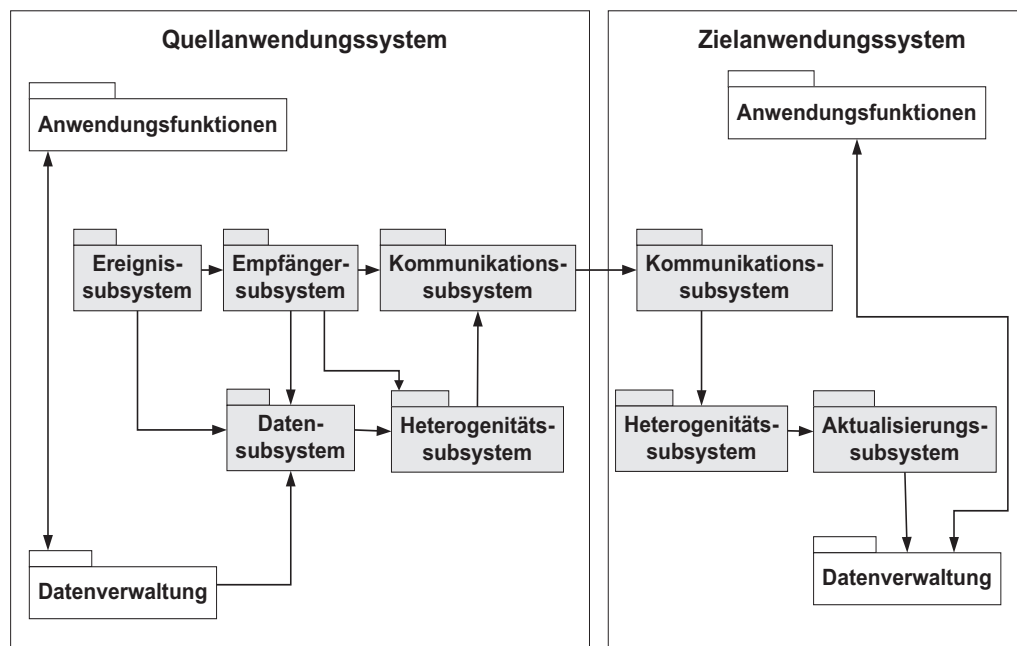 Quellanwendungssystem
Anwendungsfunktionen
Ereignis-
subsystem
Empfänger-
subsystem
Kommunikations-
subsystem
Daten-
subsystem
Heterogenitäts-
subsystem
Datenverwaltung
Zielanwendungssystem
Anwendungsfunktionen
Kommunikations-
subsystem
Heterogenitäts-
subsystem
Aktualisierungs-
subsystem
Datenverwaltung